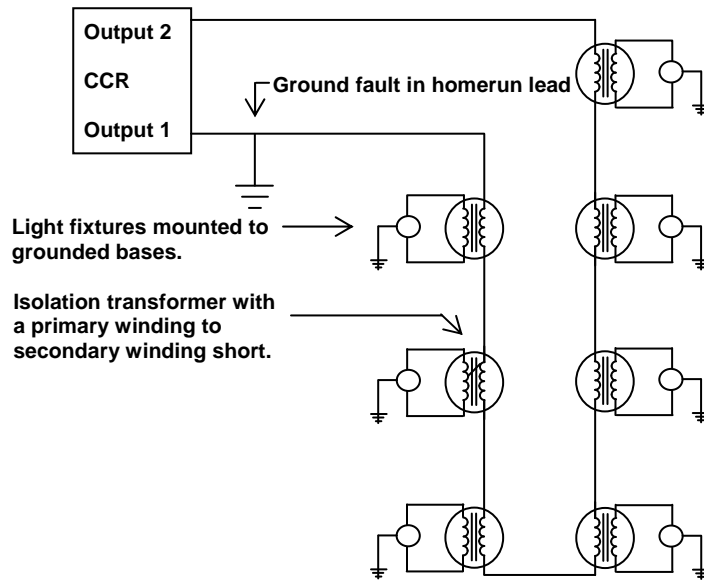 Output 2
CCR
Output 1
Ground fault in homerun lead
Light fixtures mounted to
grounded bases.
Isolation transformer with
a primary winding to
secondary winding short.